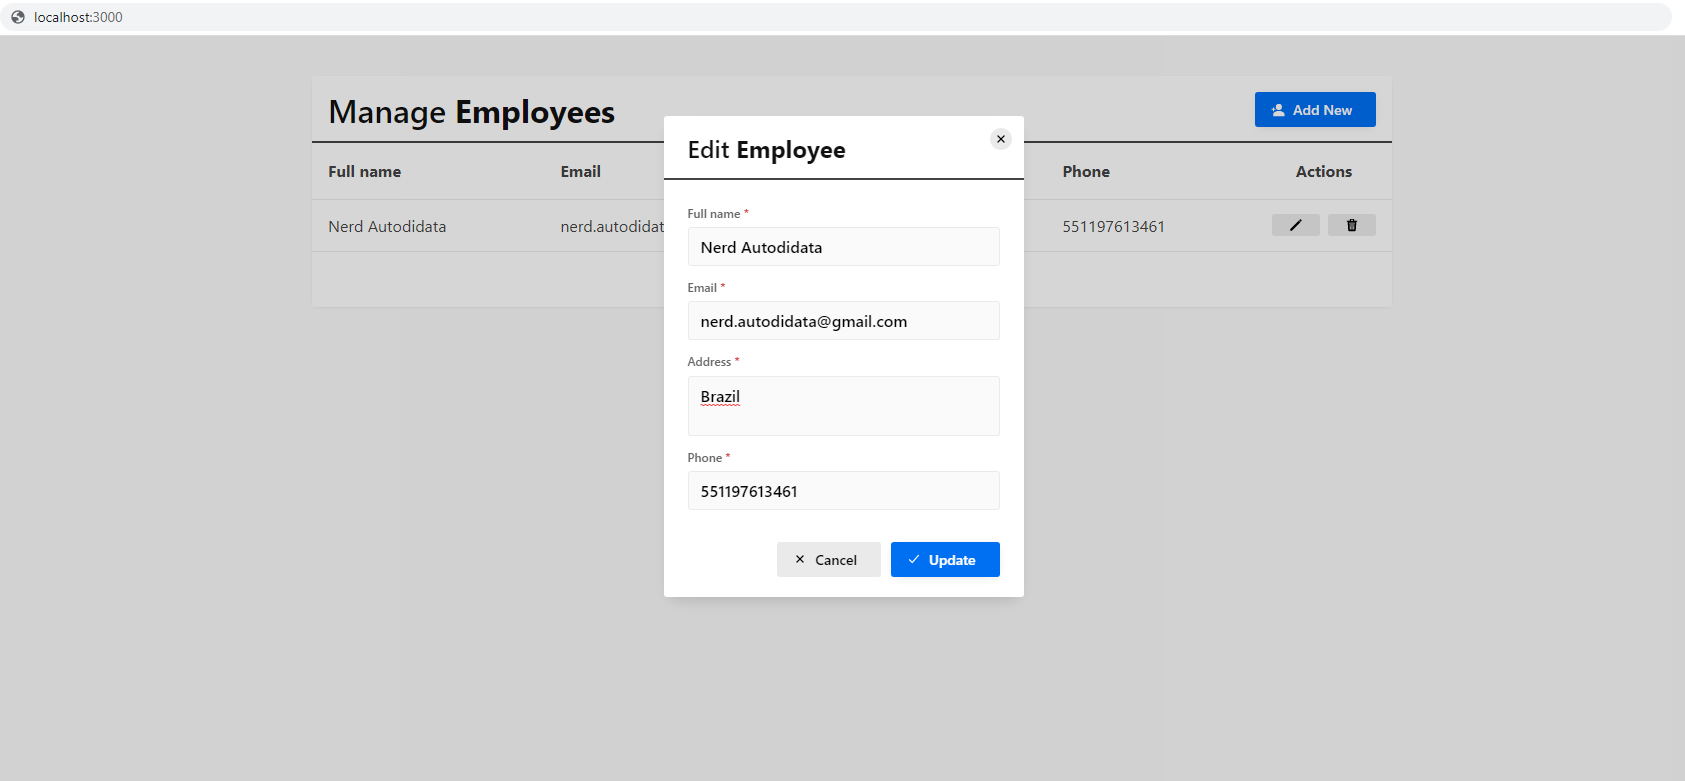 localhost:3000
Manage Employees
Add New
Full name Email Phone Actions
Nerd Autodidata nerd.autodidat 551197613461
Edit Employee
Full name *
Nerd Autodidata
Email *
nerd.autodidata@gmail.com
Address *
Brazil
Phone *
551197613461
Cancel Update